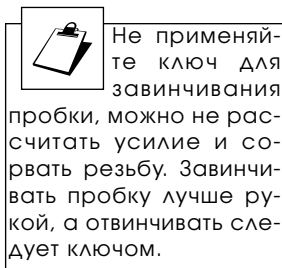 Не применяй-
те ключ для
завинчивания
пробки, можно не рас-
считать усилие и со-
рвать резьбу. Завинчи-
вать пробку лучше ру-
кой, а отвинчивать сле-
дует ключом.